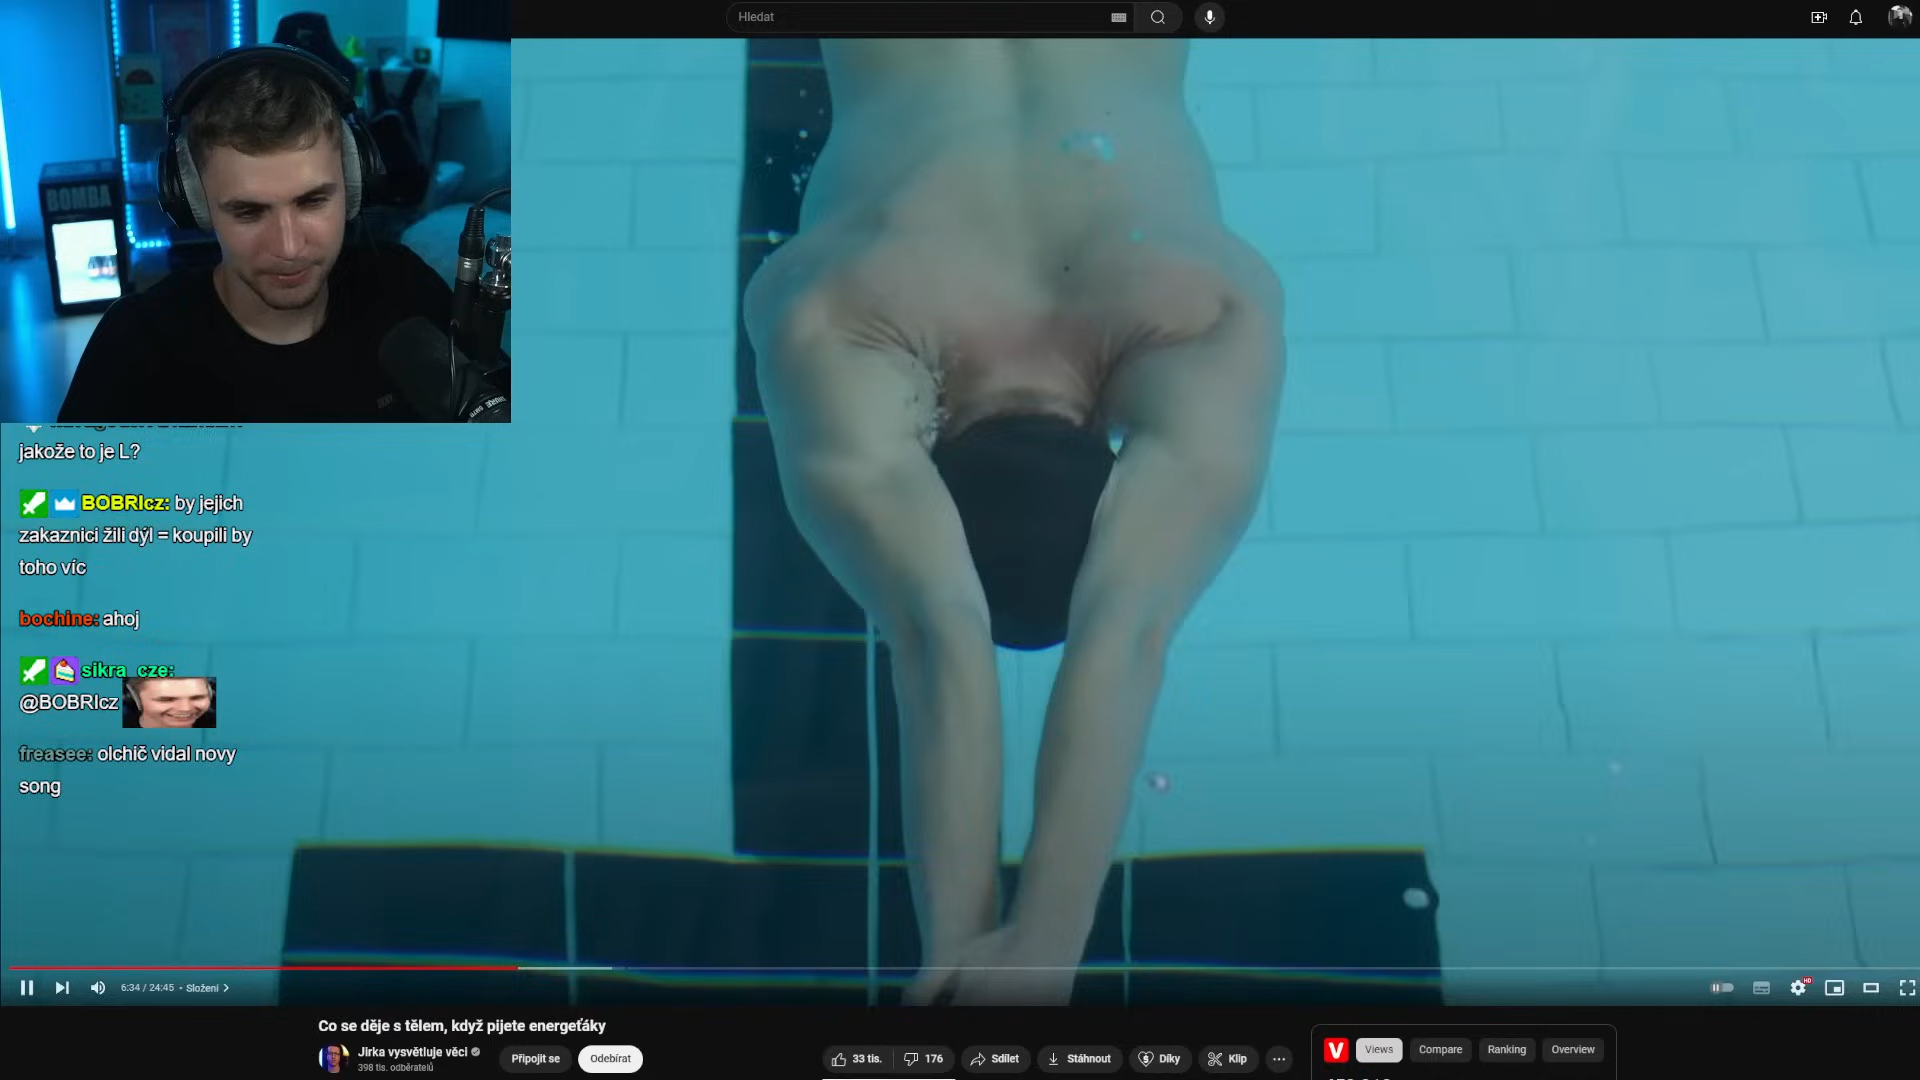 Hledat
BOMBA
jakože to je L?
BOBRIcz: by jejich
zakaznici žili dýl = koupili by
toho víc
bochine: ahoj
sikra_cze:
@BOBRIcz
freasee: olchič vidal novy
song
6:34 / 24:45 • Složení >
HD
Co se děje s tělem, když pijete energeťáky
Jirka vysvětluje věci
398 tis. odběratelů
Připojit se
Odebírat
33 tis.
176
Sdílet
Stáhnout
Díky
Klip
V
Views
Compare
Ranking
Overview